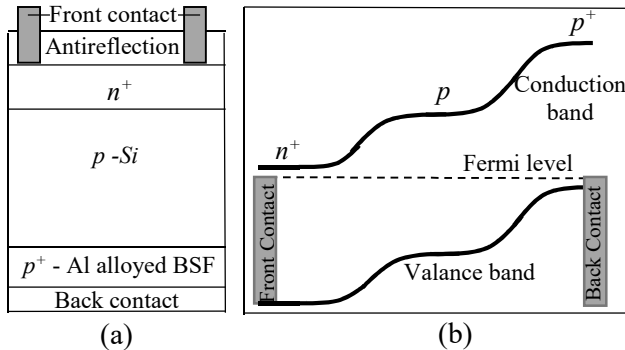 Front contact
Antireflection
n+
p -Si
p+ - Al alloyed BSF
Back contact
(a)
p+
p
Conduction
band
n+
Fermi level
Front Contact
Valance band
Back Contact
(b)